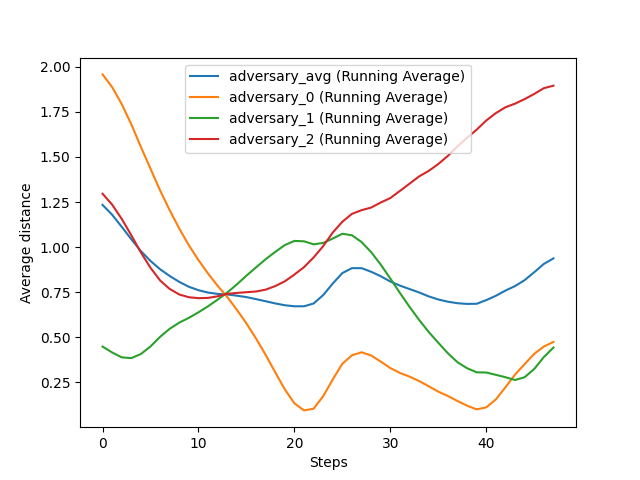 2.00
1.75
1.50
1.25
1.00
0.75
0.50
0.25
Average distance
adversary_avg (Running Average)
adversary_0 (Running Average)
adversary_1 (Running Average)
adversary_2 (Running Average)
0
10
20
30
40
Steps